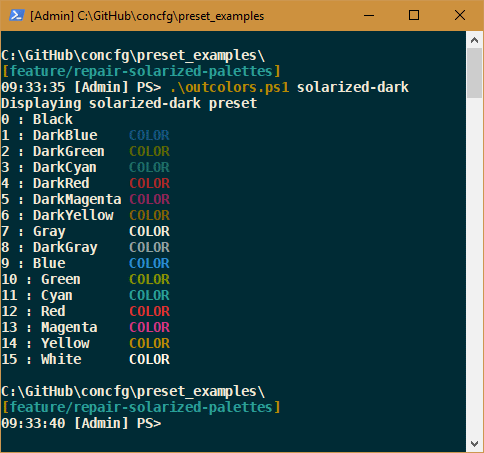 [Admin] C:\GitHub\concfg\preset_examples
C:\GitHub\concfg\preset_examples\
[feature/repair-solarized-palettes]
09:33:35 [Admin] PS> .\outcolors.ps1 solarized-dark
Displaying solarized-dark preset
0 : Black
1 : DarkBlue    COLOR
2 : DarkGreen   COLOR
3 : DarkCyan    COLOR
4 : DarkRed     COLOR
5 : DarkMagenta COLOR
6 : DarkYellow  COLOR
7 : Gray        COLOR
8 : DarkGray    COLOR
9 : Blue        COLOR
10 : Green      COLOR
11 : Cyan       COLOR
12 : Red        COLOR
13 : Magenta    COLOR
14 : Yellow     COLOR
15 : White      COLOR
C:\GitHub\concfg\preset_examples\
[feature/repair-solarized-palettes]
09:33:40 [Admin] PS>